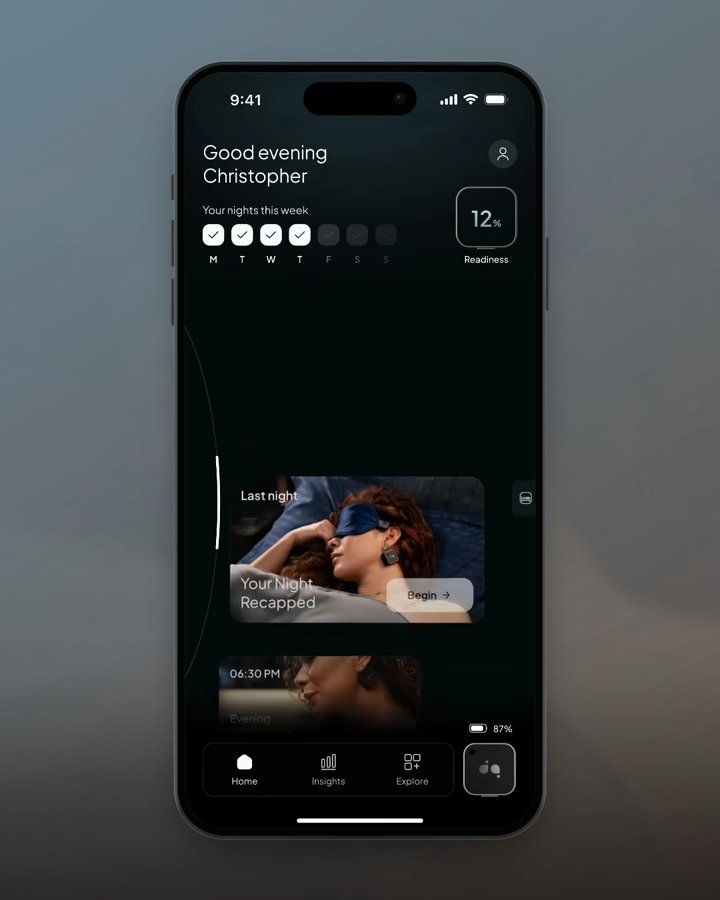 9:41
Good evening
Christopher
Your nights this week
M T W T F S S
12%
Readiness
Last night
Your Night
Recapped
Begin →
06:30 PM
Evening
87%
Home
Insights
Explore